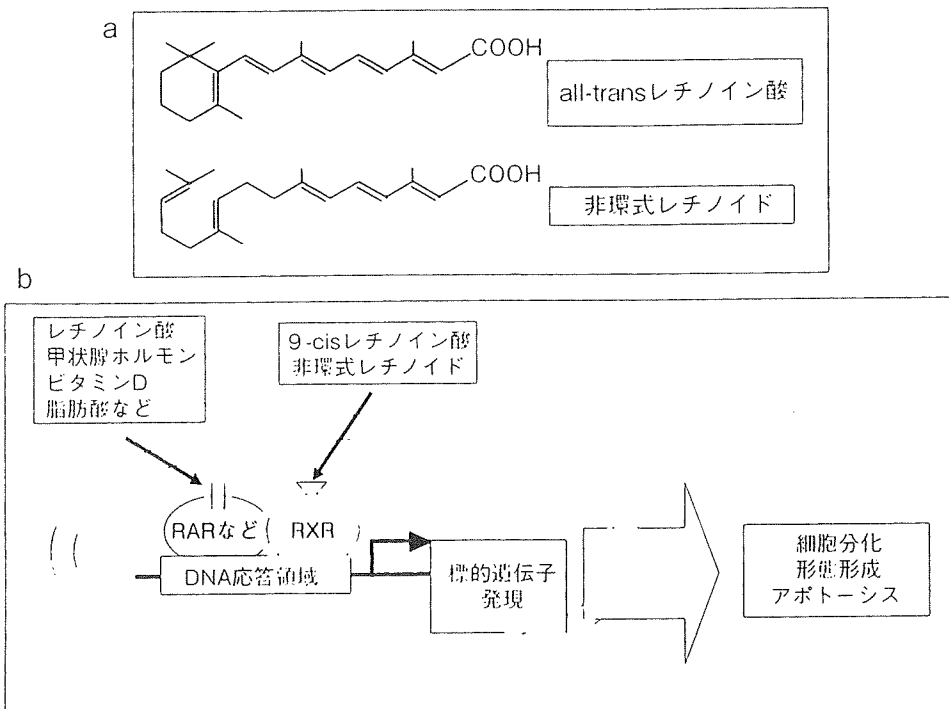 a
COOH
all-transレチノイン酸
COOH
非環式レチノイド
b
レチノイン酸
甲状腺ホルモン
ビタミンD
脂肪酸など
9-cisレチノイン酸
非環式レチノイド
RARなど
RXR
DNA応答領域
標的遺伝子
発現
細胞分化
形態形成
アポトーシス